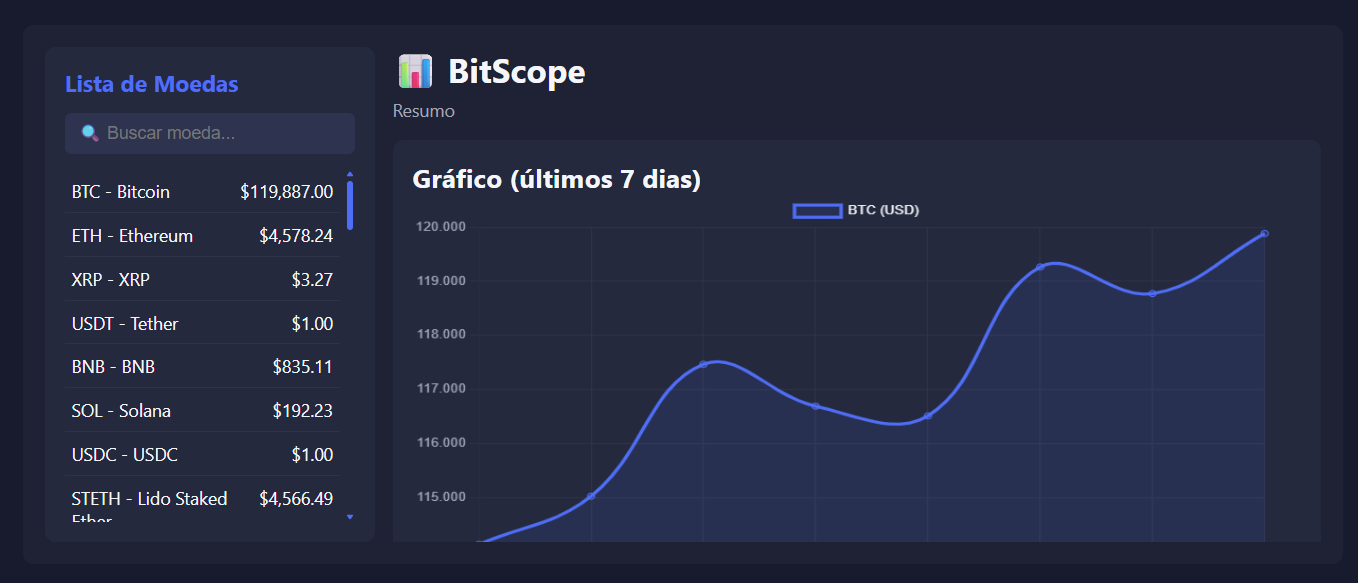 Lista de Moedas
Buscar moeda...
BTC - Bitcoin $119,887.00
ETH - Ethereum $4,578.24
XRP - XRP $3.27
USDT - Tether $1.00
BNB - BNB $835.11
SOL - Solana $192.23
USDC - USDC $1.00
STETH - Lido Staked $4,566.49
Ether
BitScope
Resumo
Gráfico (últimos 7 dias)
BTC (USD)
120.000
119.000
118.000
117.000
116.000
115.000